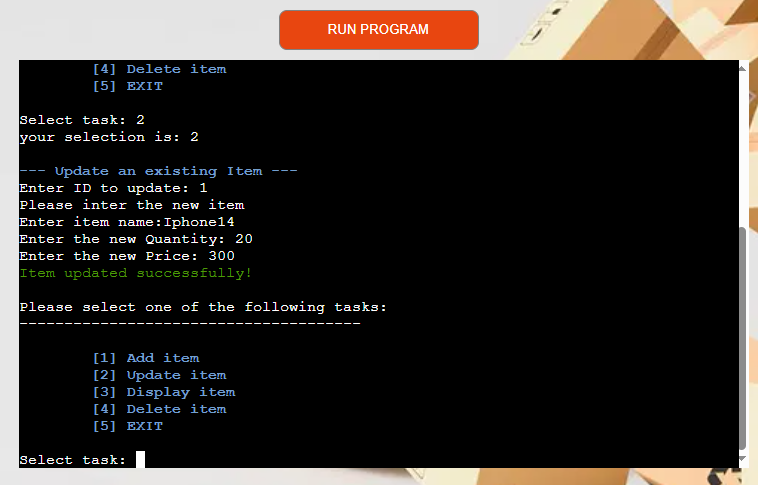 RUN PROGRAM
[4] Delete item
[5] EXIT
Select task: 2
your selection is: 2
--- Update an existing Item ---
Enter ID to update: 1
Please inter the new item
Enter item name:Iphone14
Enter the new Quantity: 20
Enter the new Price: 300
Item updated successfully!
Please select one of the following tasks:
--------------------------------------
[1] Add item
[2] Update item
[3] Display item
[4] Delete item
[5] EXIT
Select task: